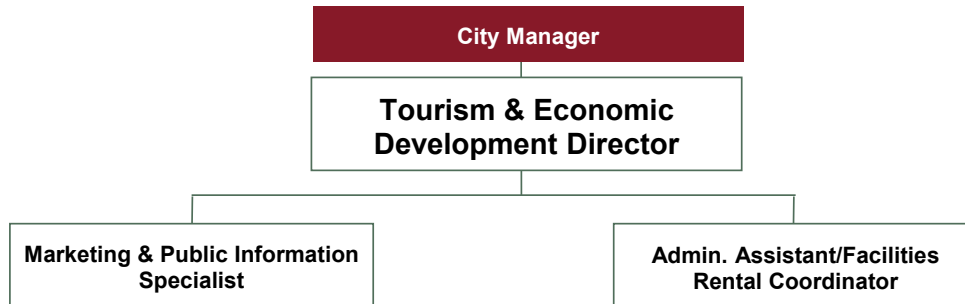 City Manager
Tourism & Economic
Development Director
Marketing & Public Information
Specialist
Admin. Assistant/Facilities
Rental Coordinator